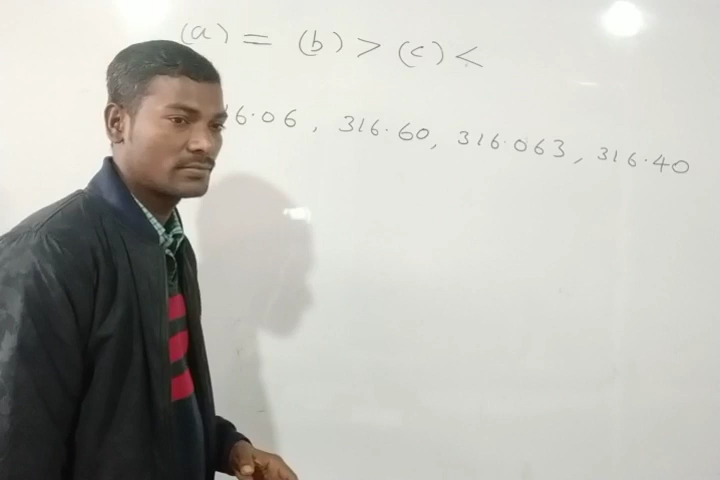 (a) = (b) > (c) <
6.06, 316.60, 316.063, 316.40